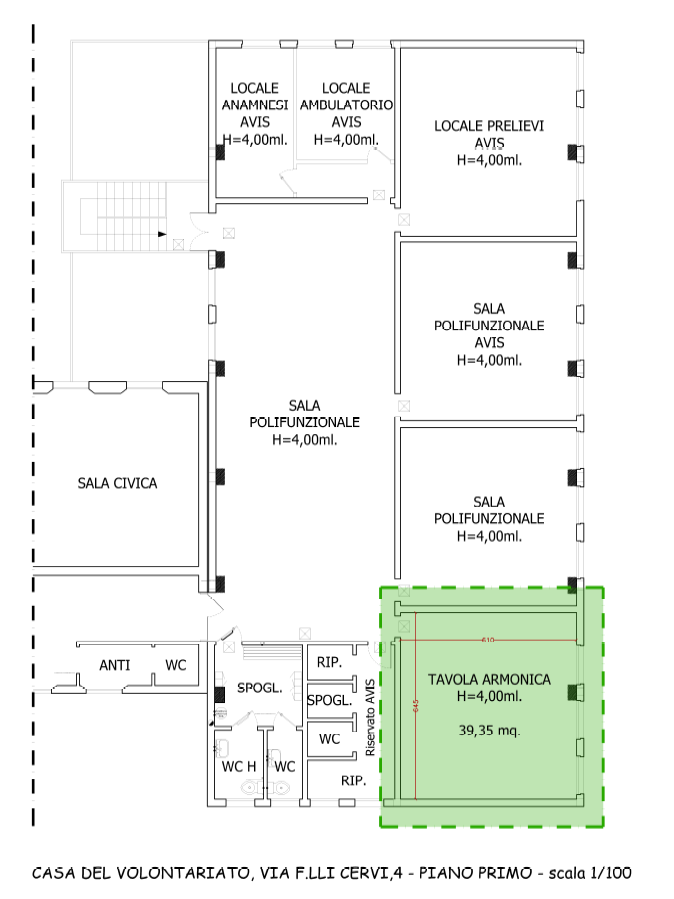 LOCALE
ANAMNESI
AVIS
H=4,00ml.
LOCALE
AMBULATORIO
AVIS
H=4,00ml.
LOCALE PRELIEVI
AVIS
H=4,00ml.
SALA
POLIFUNZIONALE
AVIS
H=4,00ml.
SALA
POLIFUNZIONALE
H=4,00ml.
SALA CIVICA
SALA
POLIFUNZIONALE
H=4,00ml.
610
645
TAVOLA ARMONICA
H=4,00ml.
39,35 mq.
ANTI
WC
SPOGL.
RIP.
SPOGL.
WC
RIP.
Riservato AVIS
WC H
WC
CASA DEL VOLONTARIATO, VIA F.LLI CERVI,4 - PIANO PRIMO - scala 1/100